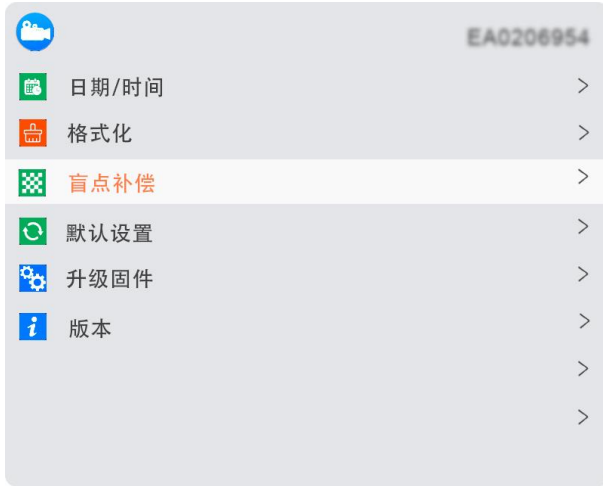 EA0206954
日期/时间
格式化
盲点补偿
默认设置
升级固件
版本